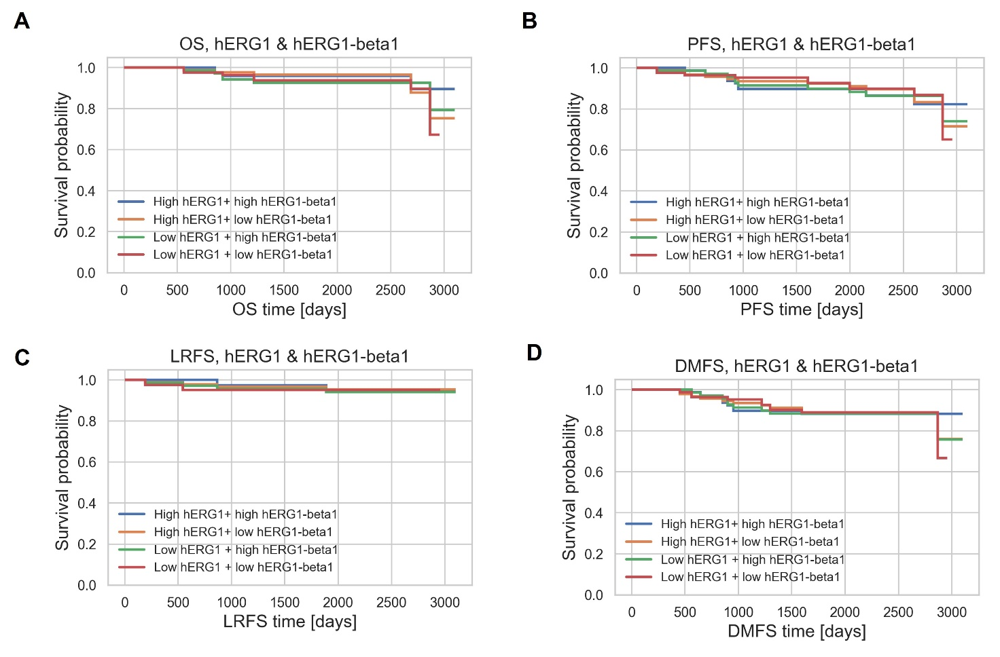 A
OS, hERG1 & hERG1-beta1
Survival probability
1.0
0.8
0.6
0.4
0.2
0.0
High hERG1+ high hERG1-beta1
High hERG1+ low hERG1-beta1
Low hERG1 + high hERG1-beta1
Low hERG1 + low hERG1-beta1
0 500 1000 1500 2000 2500 3000
OS time [days]
B
PFS, hERG1 & hERG1-beta1
Survival probability
1.0
0.8
0.6
0.4
0.2
0.0
High hERG1+ high hERG1-beta1
High hERG1+ low hERG1-beta1
Low hERG1 + high hERG1-beta1
Low hERG1 + low hERG1-beta1
0 500 1000 1500 2000 2500 3000
PFS time [days]
C
LRFS, hERG1 & hERG1-beta1
Survival probability
1.0
0.8
0.6
0.4
0.2
0.0
High hERG1+ high hERG1-beta1
High hERG1+ low hERG1-beta1
Low hERG1 + high hERG1-beta1
Low hERG1 + low hERG1-beta1
0 500 1000 1500 2000 2500 3000
LRFS time [days]
D
DMFS, hERG1 & hERG1-beta1
Survival probability
1.0
0.8
0.6
0.4
0.2
0.0
High hERG1+ high hERG1-beta1
High hERG1+ low hERG1-beta1
Low hERG1 + high hERG1-beta1
Low hERG1 + low hERG1-beta1
0 500 1000 1500 2000 2500 3000
DMFS time [days]